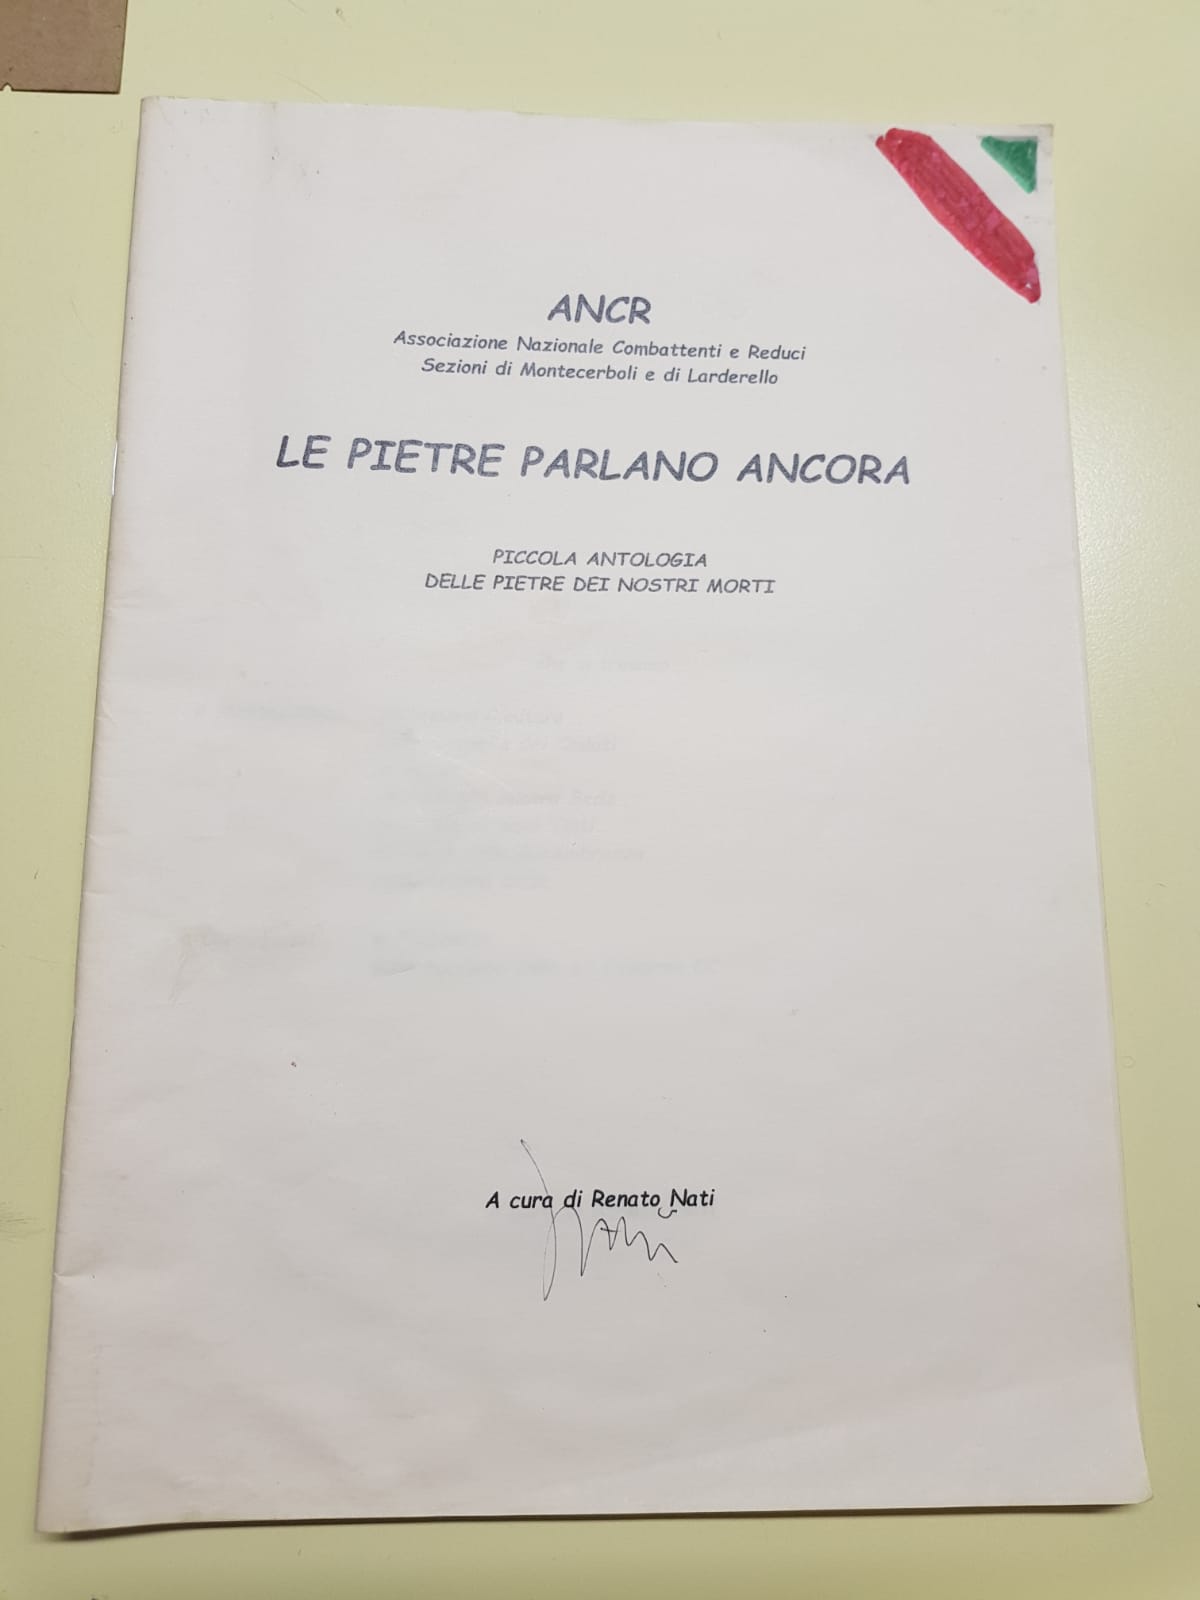 ANCR
Associazione Nazionale Combattenti e Reduci
Sezioni di Montecerboli e di Larderello
LE PIETRE PARLANO ANCORA
PICCOLA ANTOLOGIA
DELLE PIETRE DEI NOSTRI MORTI
A cura di Renato Nati